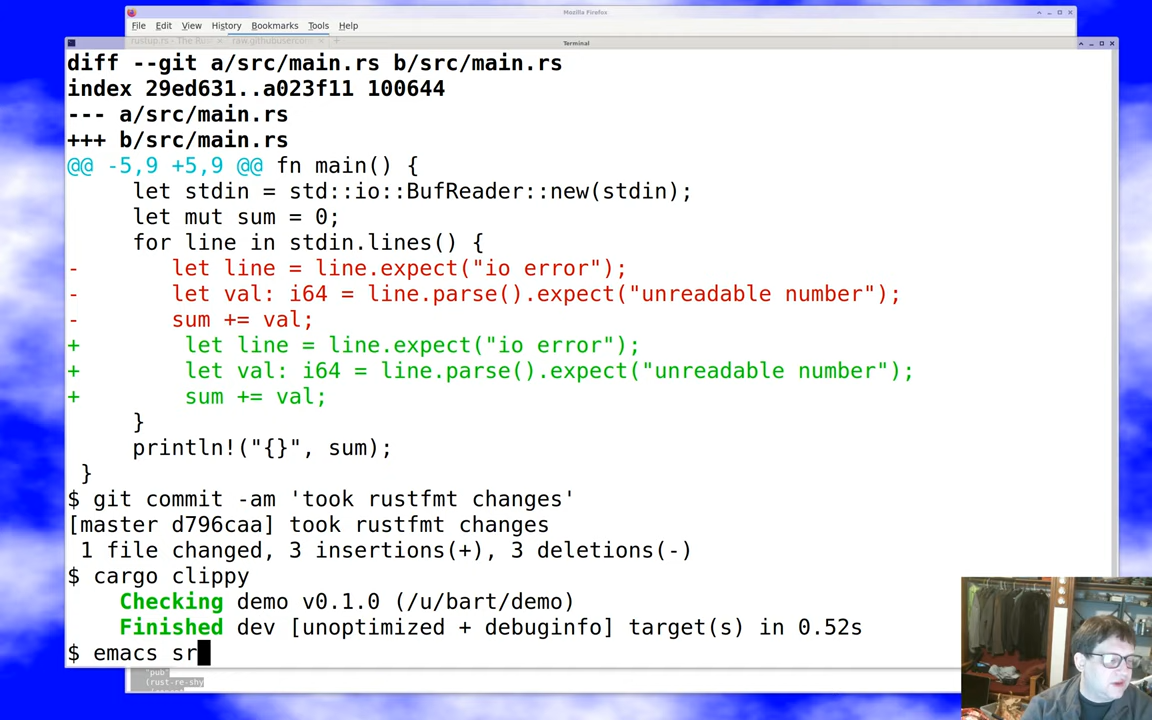 Mozilla Firefox
File Edit View History Bookmarks Tools Help
Terminal
diff --git a/src/main.rs b/src/main.rs
index 29ed631..a023f11 100644
--- a/src/main.rs
+++ b/src/main.rs
@@ -5,9 +5,9 @@ fn main() {
     let stdin = std::io::BufReader::new(stdin);
     let mut sum = 0;
     for line in stdin.lines() {
-        let line = line.expect("io error");
-        let val: i64 = line.parse().expect("unreadable number");
-        sum += val;
+         let line = line.expect("io error");
+         let val: i64 = line.parse().expect("unreadable number");
+         sum += val;
     }
     println!("{}", sum);
 }
$ git commit -am 'took rustfmt changes'
[master d796caa] took rustfmt changes
 1 file changed, 3 insertions(+), 3 deletions(-)
$ cargo clippy
    Checking demo v0.1.0 (/u/bart/demo)
    Finished dev [unoptimized + debuginfo] target(s) in 0.52s
$ emacs sr
"pub"
(rust-re-shy